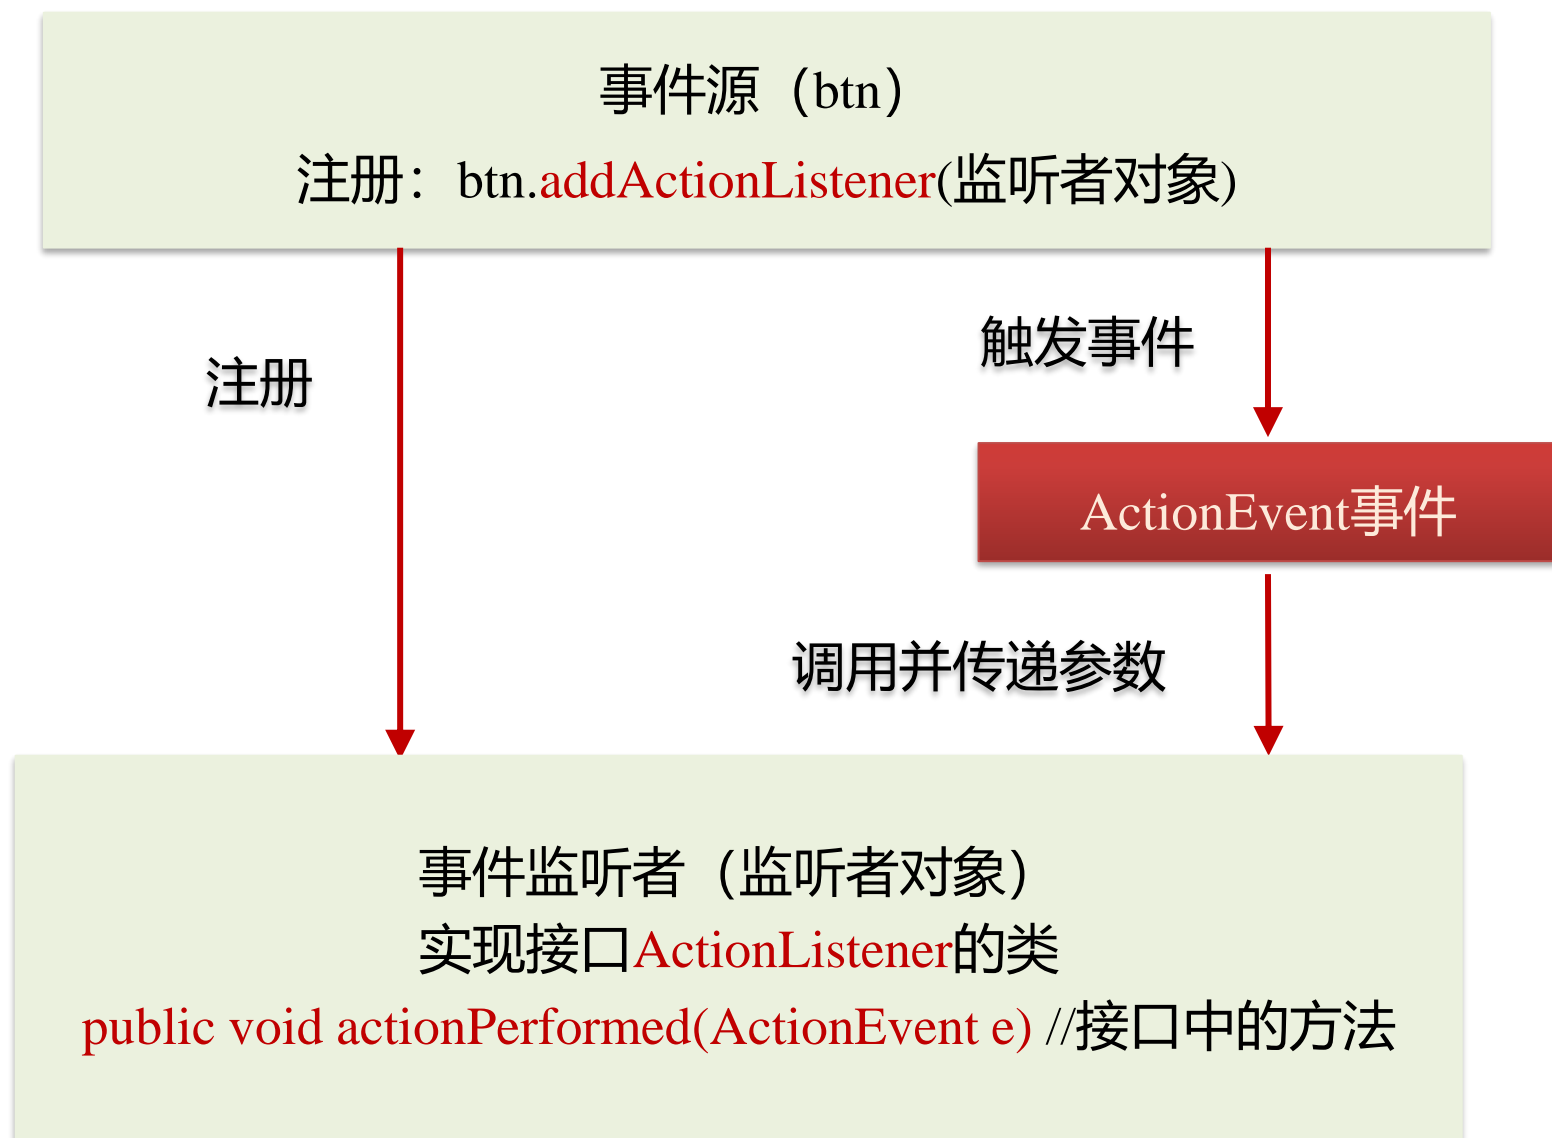 事件源（btn）
注册：btn.addActionListener(监听者对象)
注册
触发事件
ActionEvent事件
调用并传递参数
事件监听者（监听者对象）
实现接口ActionListener的类
public void actionPerformed(ActionEvent e) //接口中的方法